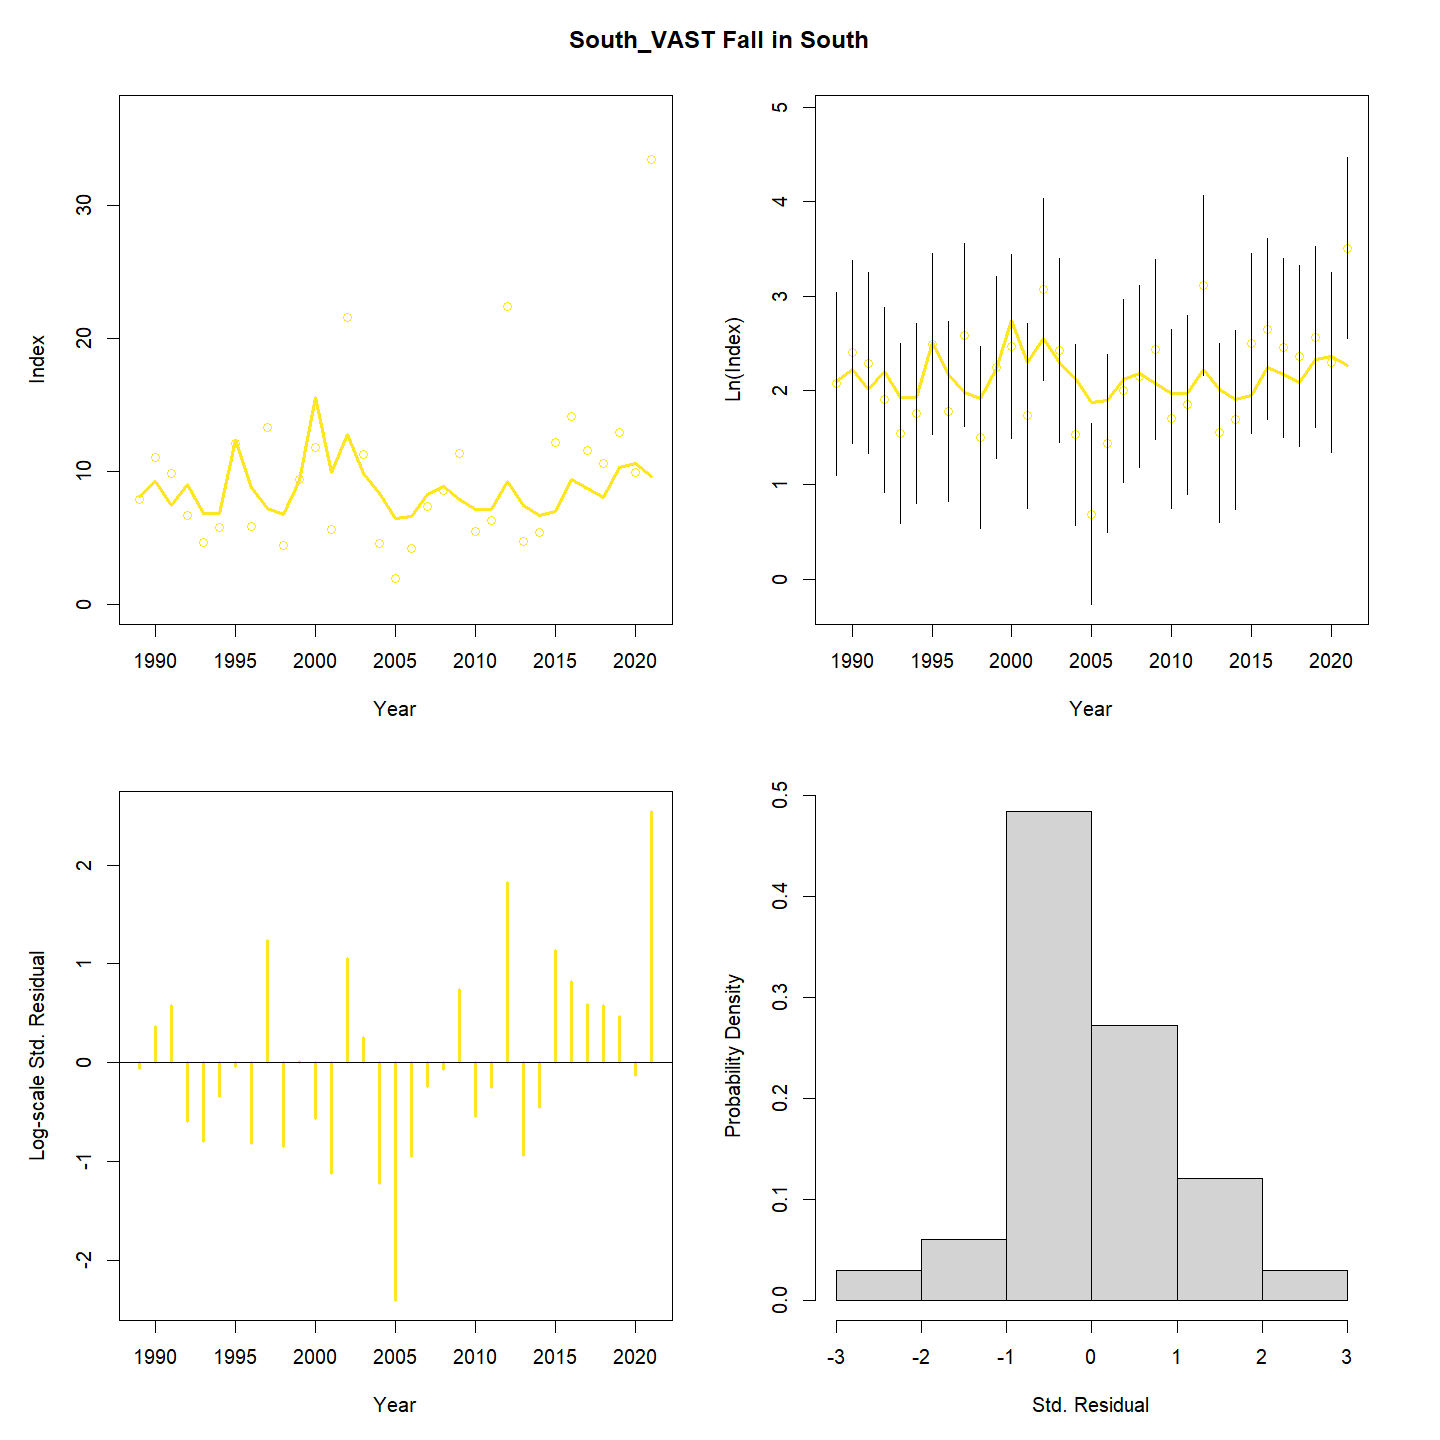 South_VAST Fall in South
Index
0 10 20 30
1990 1995 2000 2005 2010 2015 2020
Year
Ln(Index)
0 1 2 3 4 5
1990 1995 2000 2005 2010 2015 2020
Year
Log-scale Std. Residual
-2 -1 0 1 2
1990 1995 2000 2005 2010 2015 2020
Year
Probability Density
0.0 0.1 0.2 0.3 0.4 0.5
-3 -2 -1 0 1 2 3
Std. Residual